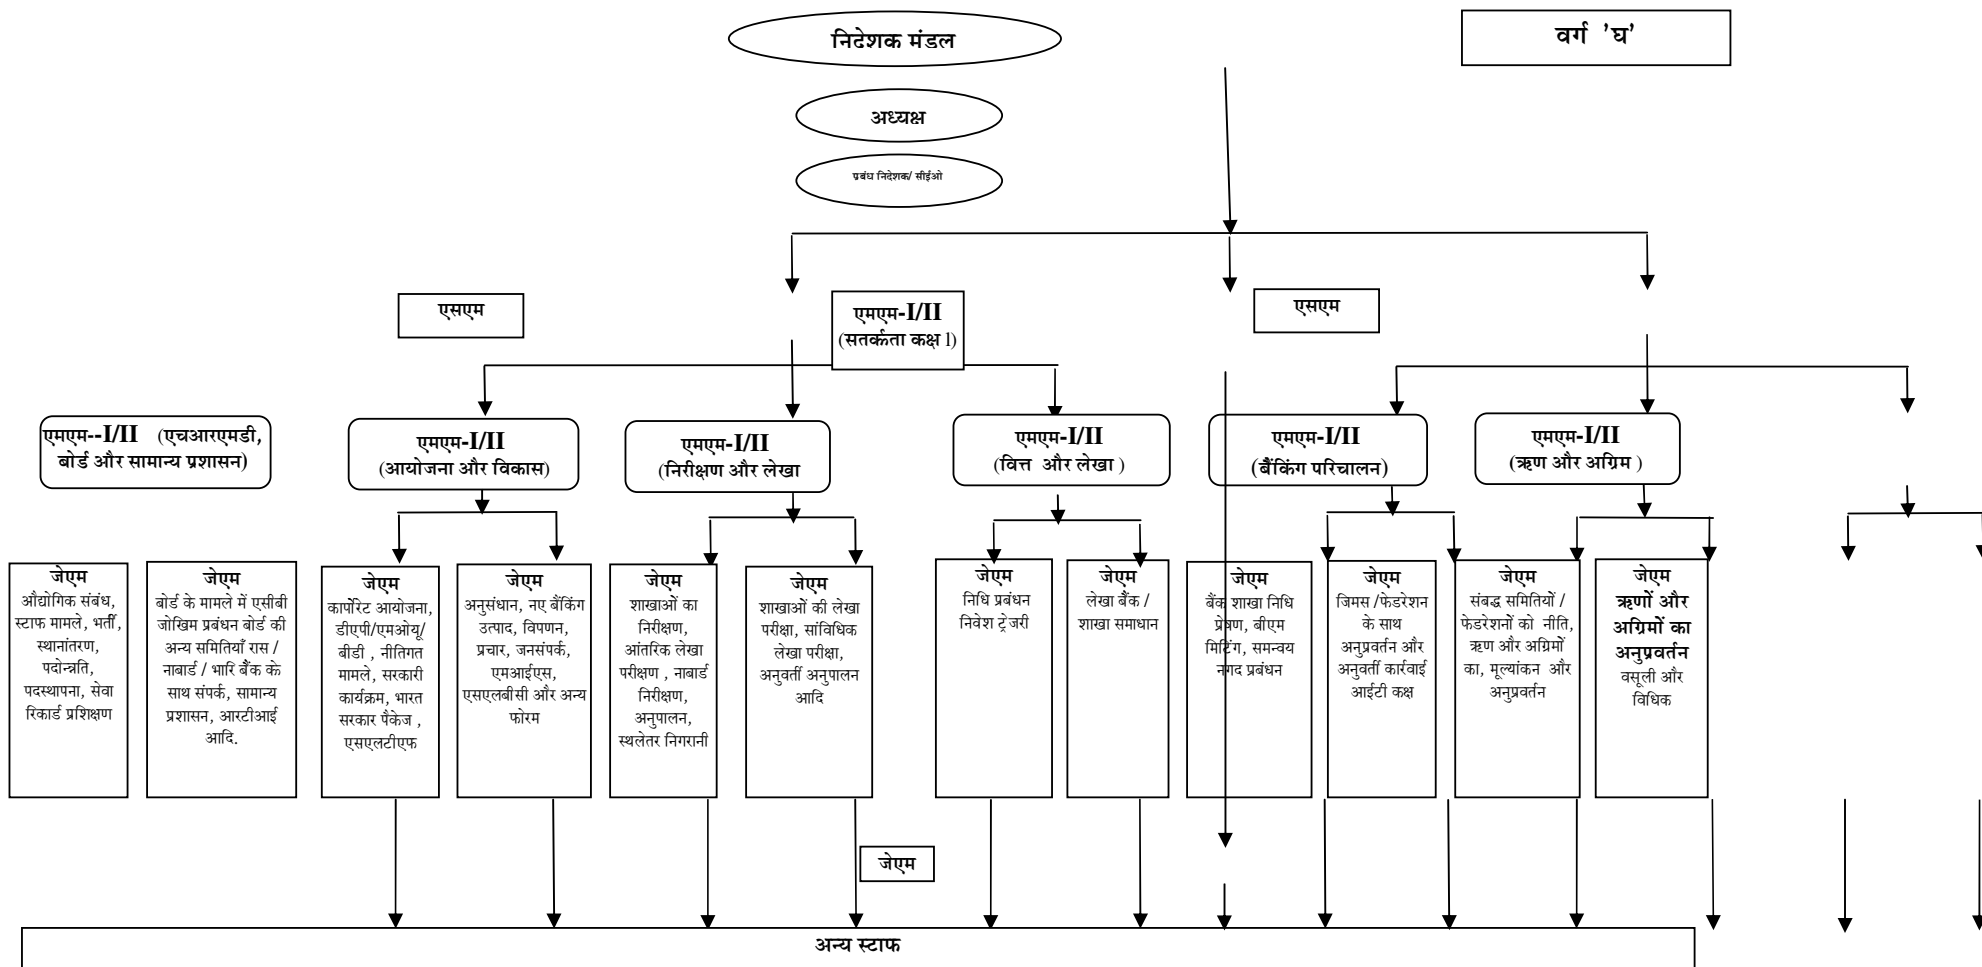 निदेशक मंडल
वर्ग 'घ'
अध्यक्ष
प्रबंध निदेशक/ सीईओ
एसएम
एमएम-I/II
(सतर्कता कक्ष l)
एसएम
एमएम--I/II (एचआरएमडी,
बोर्ड और सामान्य प्रशासन)
एमएम-I/II
(आयोजना और विकास)
एमएम-I/II
(निरीक्षण और लेखा
एमएम-I/II
(वित्त और लेखा )
एमएम-I/II
(बैंकिंग परिचालन)
एमएम-I/II
(ऋण और अग्रिम )
जेएम
औद्योगिक संबंध,
स्टाफ मामले, भर्ती,
स्थानांतरण,
पदोन्नति,
पदस्थापना, सेवा
रिकार्ड प्रशिक्षण
जेएम
बोर्ड के मामले में एसीबी
जोखिम प्रबंधन बोर्ड की
अन्य समितियाँ रास /
नाबार्ड / भारि बैंक के
साथ संपर्क, सामान्य
प्रशासन, आरटीआई
आदि.
जेएम
कार्पोरेट आयोजना,
डीएपी/एमओयू/
बीडी , नीतिगत
मामले, सरकारी
कार्यक्रम, भारत
सरकार पैकेज ,
एसएलटीएफ
जेएम
अनुसंधान, नए बैंकिंग
उत्पाद, विपणन,
प्रचार, जनसंपर्क,
एमआईएस,
एसएलबीसी और अन्य
फोरम
जेएम
शाखाओं का
निरीक्षण,
आंतरिक लेखा
परीक्षण , नाबार्ड
निरीक्षण,
अनुपालन,
स्थलेतर निगरानी
जेएम
शाखाओं की लेखा
परीक्षा, सांविधिक
लेखा परीक्षा,
अनुवर्ती अनुपालन
आदि
जेएम
निधि प्रबंधन
निवेश ट्रेजरी
जेएम
लेखा बैंक /
शाखा समाधान
जेएम
बैंक शाखा निधि
प्रेषण, बीएम
मिटिंग, समन्वय
नगद प्रबंधन
जेएम
जिमस /फेडरेशन
के साथ
अनुप्रवर्तन और
अनुवर्ती कार्रवाई
आईटी कक्ष
जेएम
संबद्ध समितियों /
फेडरेशनों को नीति,
ऋण और अग्रिमों
का, मूल्यांकन और
अनुप्रवर्तन
जेएम
ऋणों और
अग्रिमों का
अनुप्रवर्तन
वसूली और
विधिक
जेएम
अन्य स्टाफ